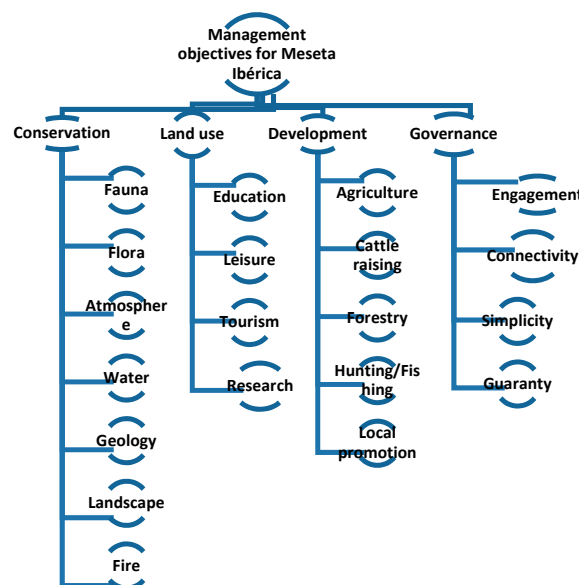 Management
objectives for Meseta
Ibérica
Conservation
Fauna
Flora
Atmospher
e
Water
Geology
Landscape
Fire
Land use
Education
Leisure
Tourism
Research
Development
Agriculture
Cattle
raising
Forestry
Hunting/Fis
hing
Local
promotion
Governance
Engagement
Connectivity
Simplicity
Guaranty